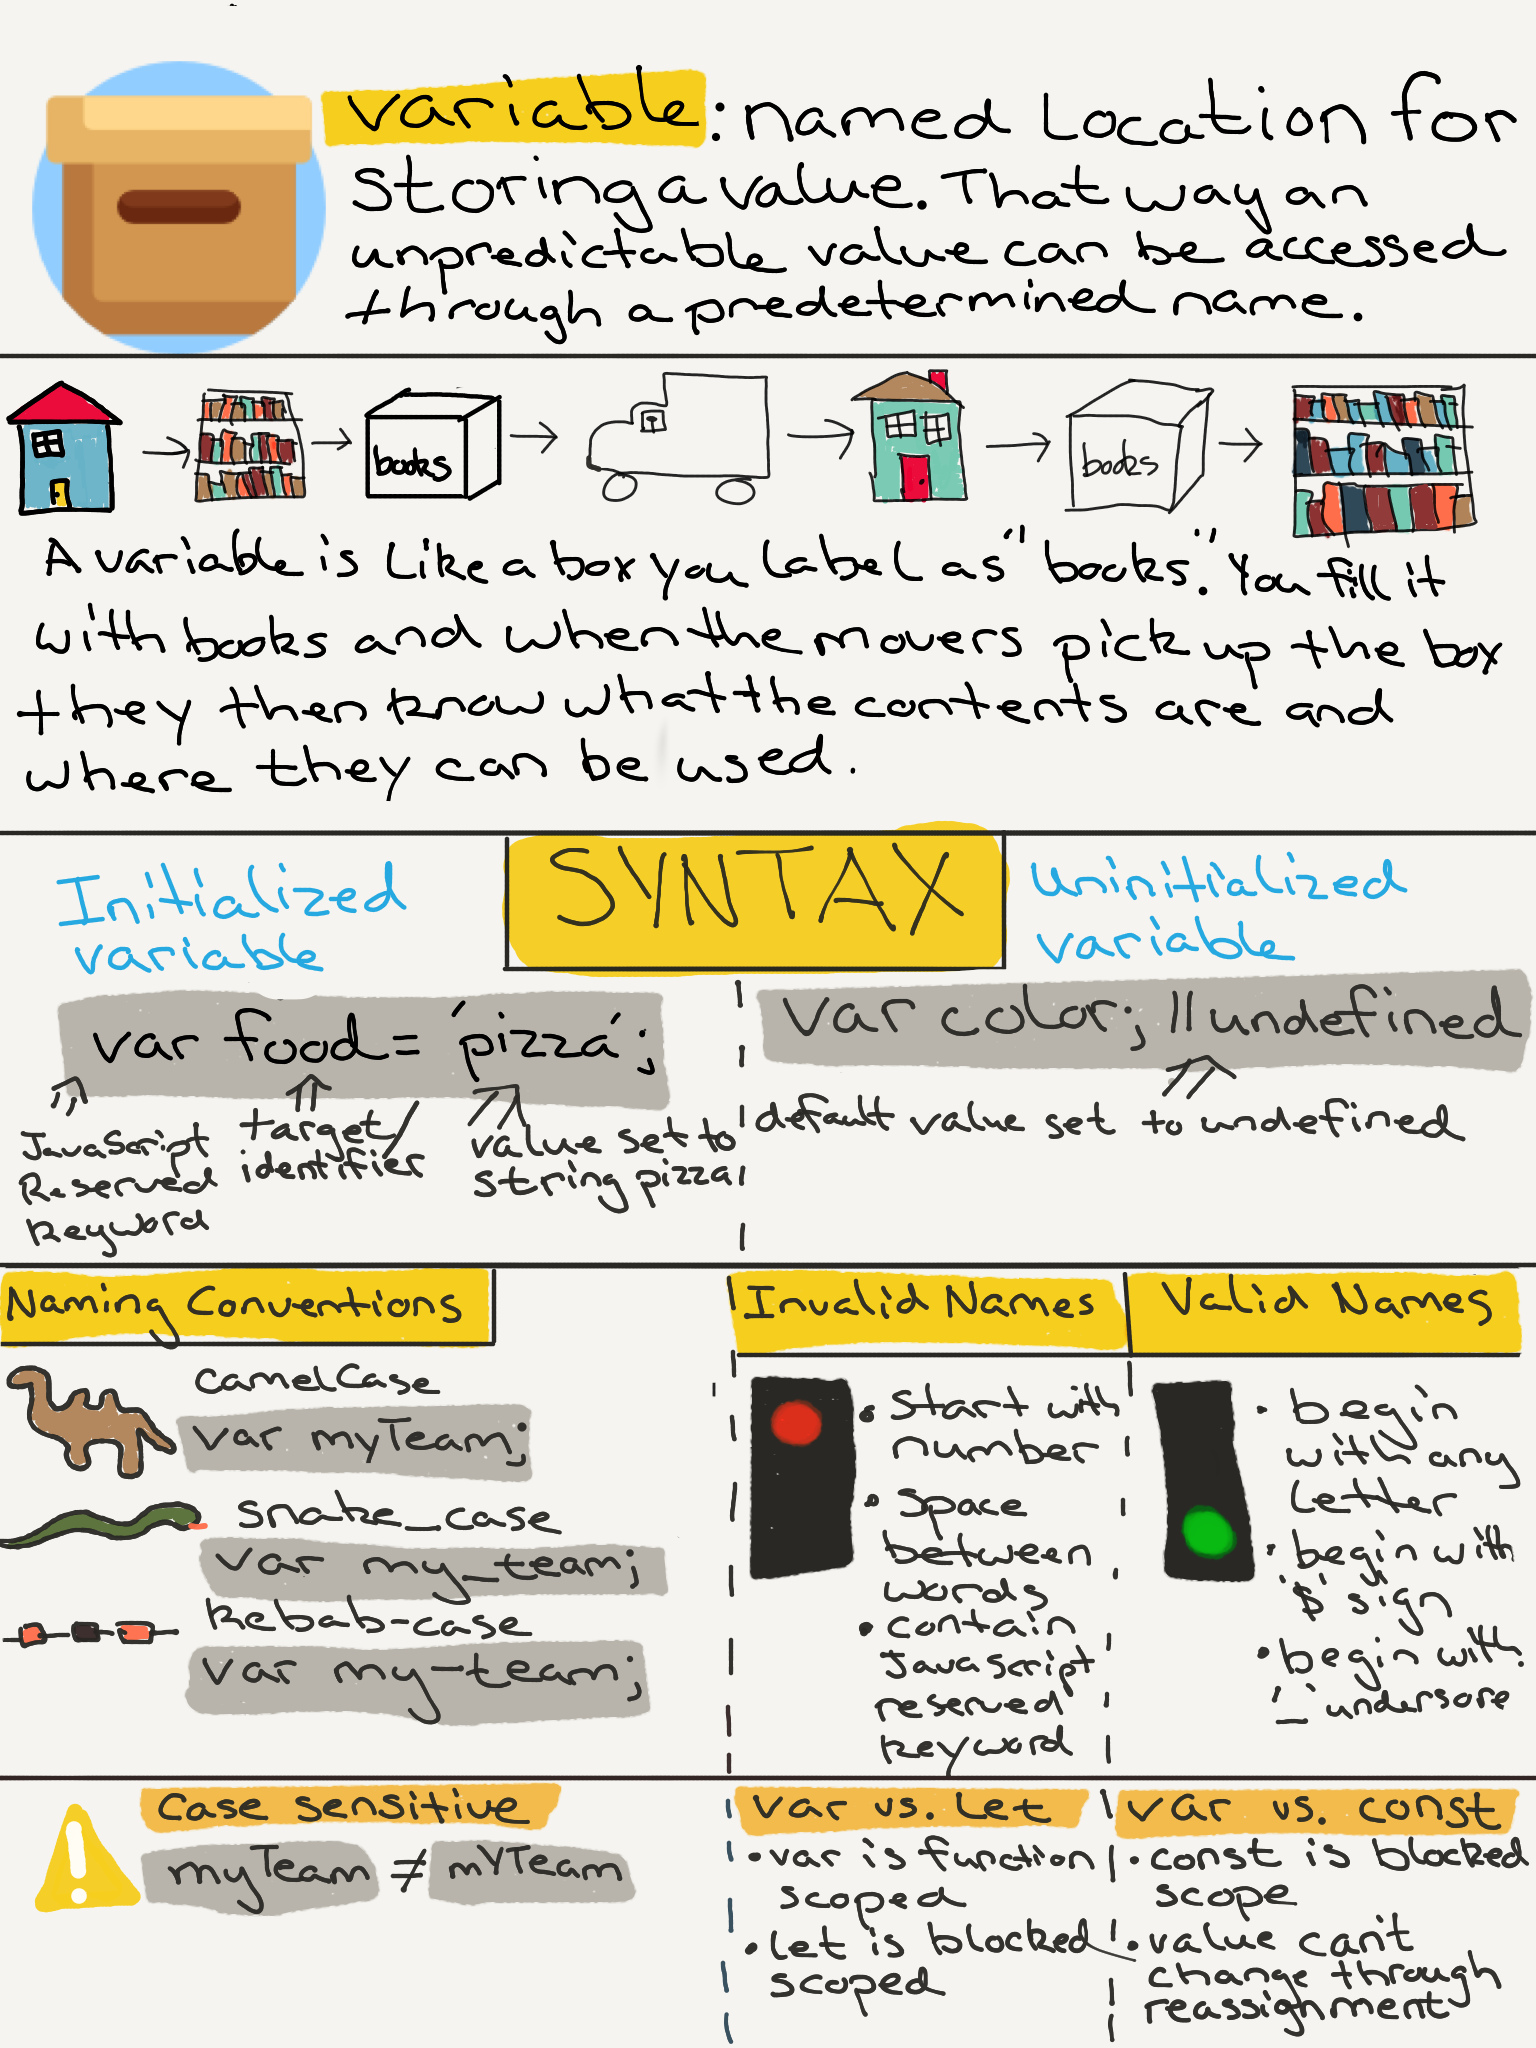 variable: named location for
storing a value. That way an
unpredictable value can be accessed
through a predetermined name.
books
books
A variable is like a box you label as "books". You fill it
with books and when the movers pick up the box
they then know what the contents are and
where they can be used.
SYNTAX
Initialized
variable
var food = 'pizza';
JavaScript
Reserved
keyword
target/
identifier
value set to
string pizza
Uninitialized
variable
var color; //undefined
default value set to undefined
Naming Conventions
camelCase
var myTeam;
snake_case
var my_team;
kebab-case
var my-team;
Invalid Names
• start with
number
• space
between
words
• contain
Javascript
reserved
keyword
Valid Names
• begin
with any
letter
• begin with
'$' sign
• begin with
'_' undersore
Case sensitive
myTeam ≠ mYTeam
var vs. let
• var is function
scoped
• let is blocked
scoped
var vs. const
• const is blocked
scope
• value can't
change through
reassignment